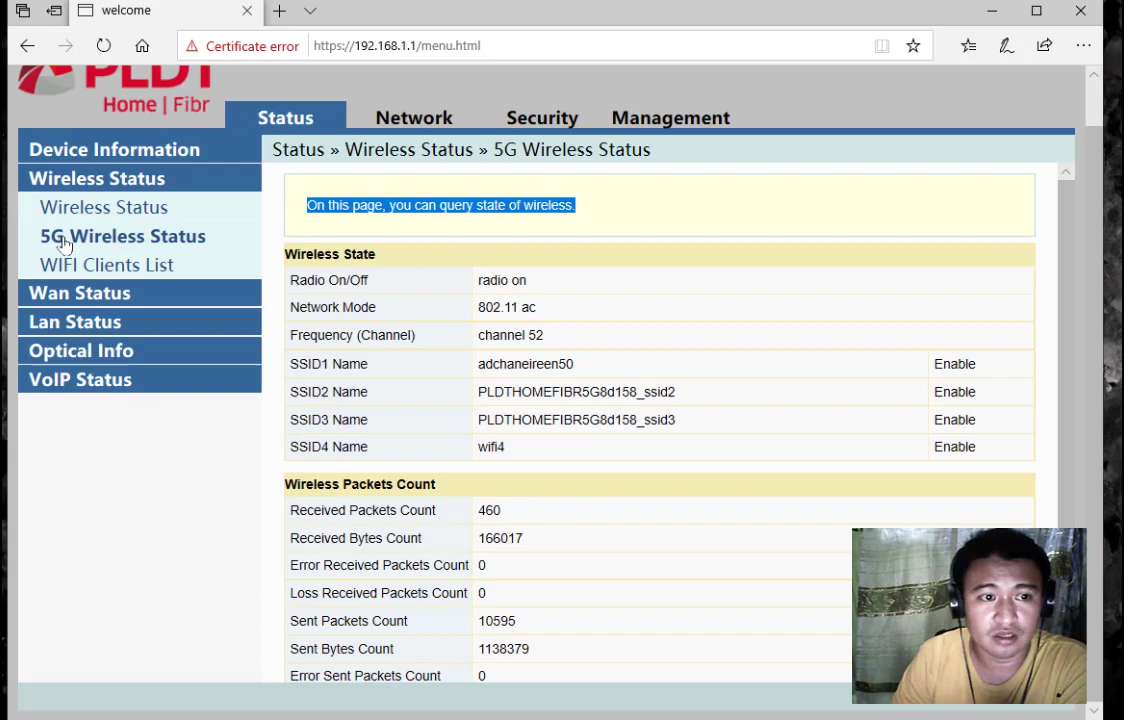 welcome
Certificate error
https://192.168.1.1/menu.html
PLDT
Home | Fibr
Status
Network
Security
Management
Device Information
Wireless Status
Wireless Status
5G Wireless Status
WIFI Clients List
Wan Status
Lan Status
Optical Info
VoIP Status
Status » Wireless Status » 5G Wireless Status
On this page, you can query state of wireless.
Wireless State
Radio On/Off radio on
Network Mode 802.11 ac
Frequency (Channel) channel 52
SSID1 Name adchaneireen50 Enable
SSID2 Name PLDTHOMEFIBR5G8d158_ssid2 Enable
SSID3 Name PLDTHOMEFIBR5G8d158_ssid3 Enable
SSID4 Name wifi4 Enable
Wireless Packets Count
Received Packets Count 460
Received Bytes Count 166017
Error Received Packets Count 0
Loss Received Packets Count 0
Sent Packets Count 10595
Sent Bytes Count 1138379
Error Sent Packets Count 0